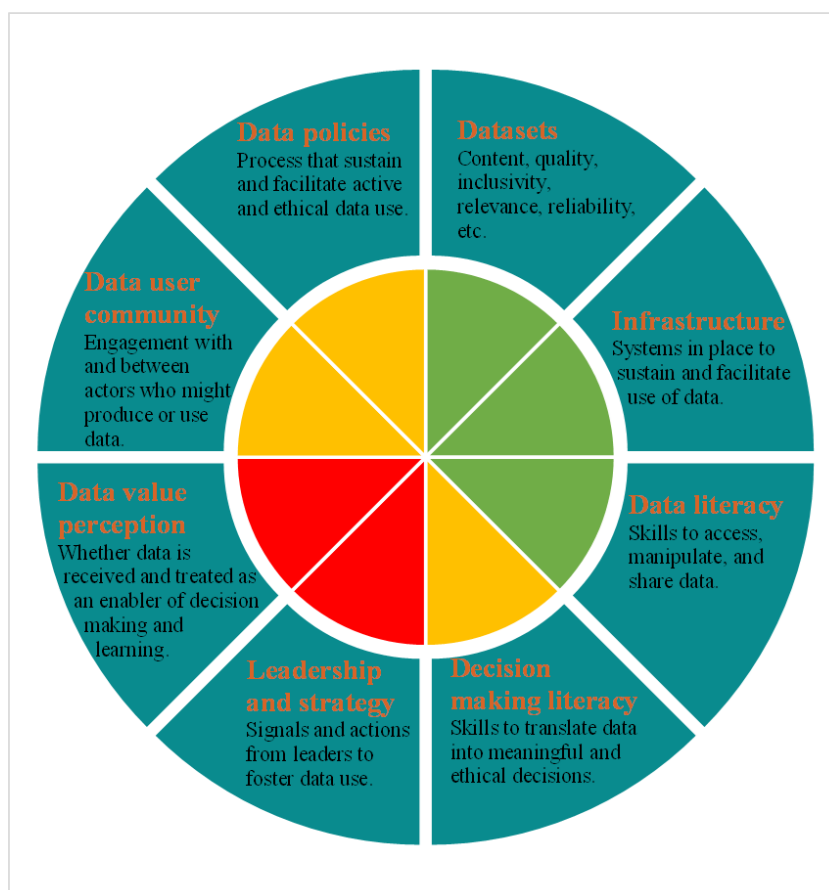 Data policies
Process that sustain
and facilitate active
and ethical data use.
Datasets
Content, quality,
inclusivity,
relevance, reliability,
etc.
Infrastructure
Systems in place to
sustain and facilitate
use of data.
Data literacy
Skills to access,
manipulate, and
share data.
Decision
making literacy
Skills to translate data
into meaningful and
ethical decisions.
Leadership
and strategy
Signals and actions
from leaders to
foster data use.
Data value
perception
Whether data is
received and treated as
an enabler of decision
making and
learning.
Data user
community
Engagement with
and between
actors who might
produce or use
data.